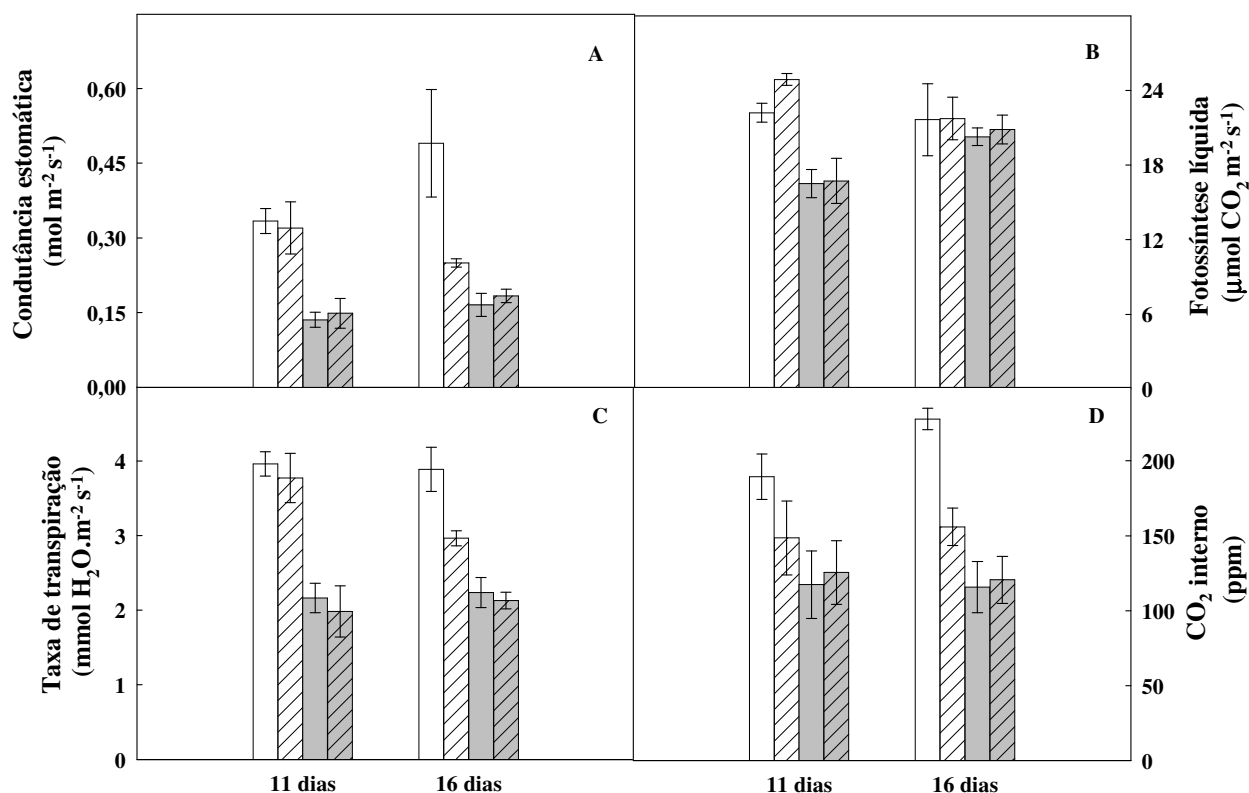 A
0,60
0,45
0,30
0,15
0,00
Condutância estomática
(mol m-2 s-1)
B
24
18
12
6
0
Fotossíntese líquida
(μmol CO2 m-2 s-1)
C
4
3
2
1
0
Taxa de transpiração
(mmol H2O.m-2 s-1)
11 dias
16 dias
D
200
150
100
50
0
CO2 interno
(ppm)
11 dias
16 dias